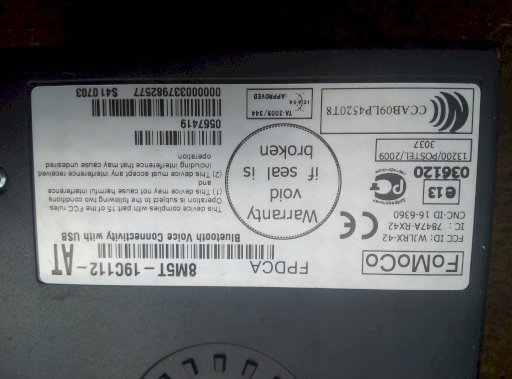 FoMoCo
FPDCA
8M5T-19C112-AT
Bluetooth Voice Connectivity with USB
FCC ID: WJLRX-42
IC : 7847A-RX42
CNC-ID 16-6360
This device complies with part 15 of the FCC rules
Operation is subject to the following two conditions
(1) This device may not cause harmful interference
and
(2) This device must accept any interference received
including interference that may cause undesired
operation
Warranty
void
if seal is
broken
e13
036120
13200/POSTEL/2009
3037
CCAB09LP4520T8
ICASA
TA-2009/344
APPROVED
0567419
00000003379825577 S410703